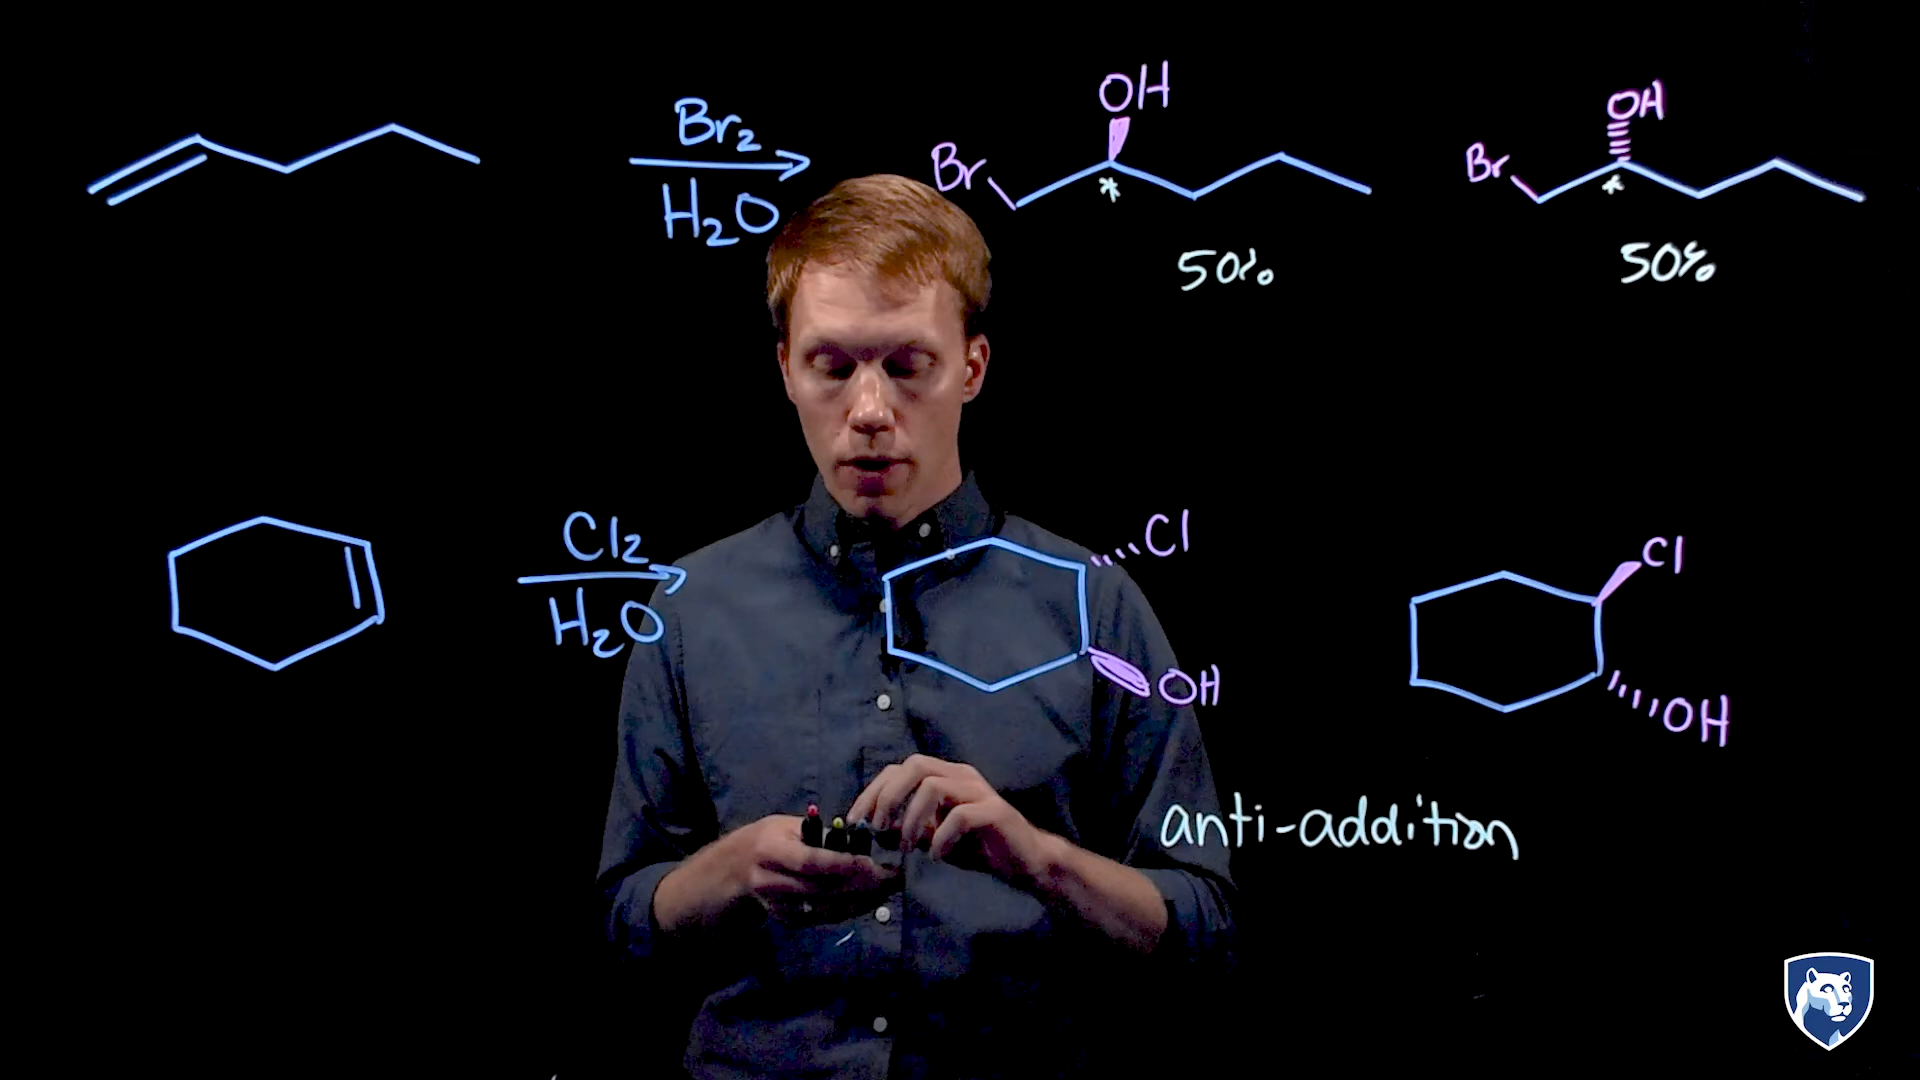 Br₂
H₂O
OH
Br
*
50%
OH
Br
*
50%
Cl₂
H₂O
Cl
OH
Cl
OH
anti-addition